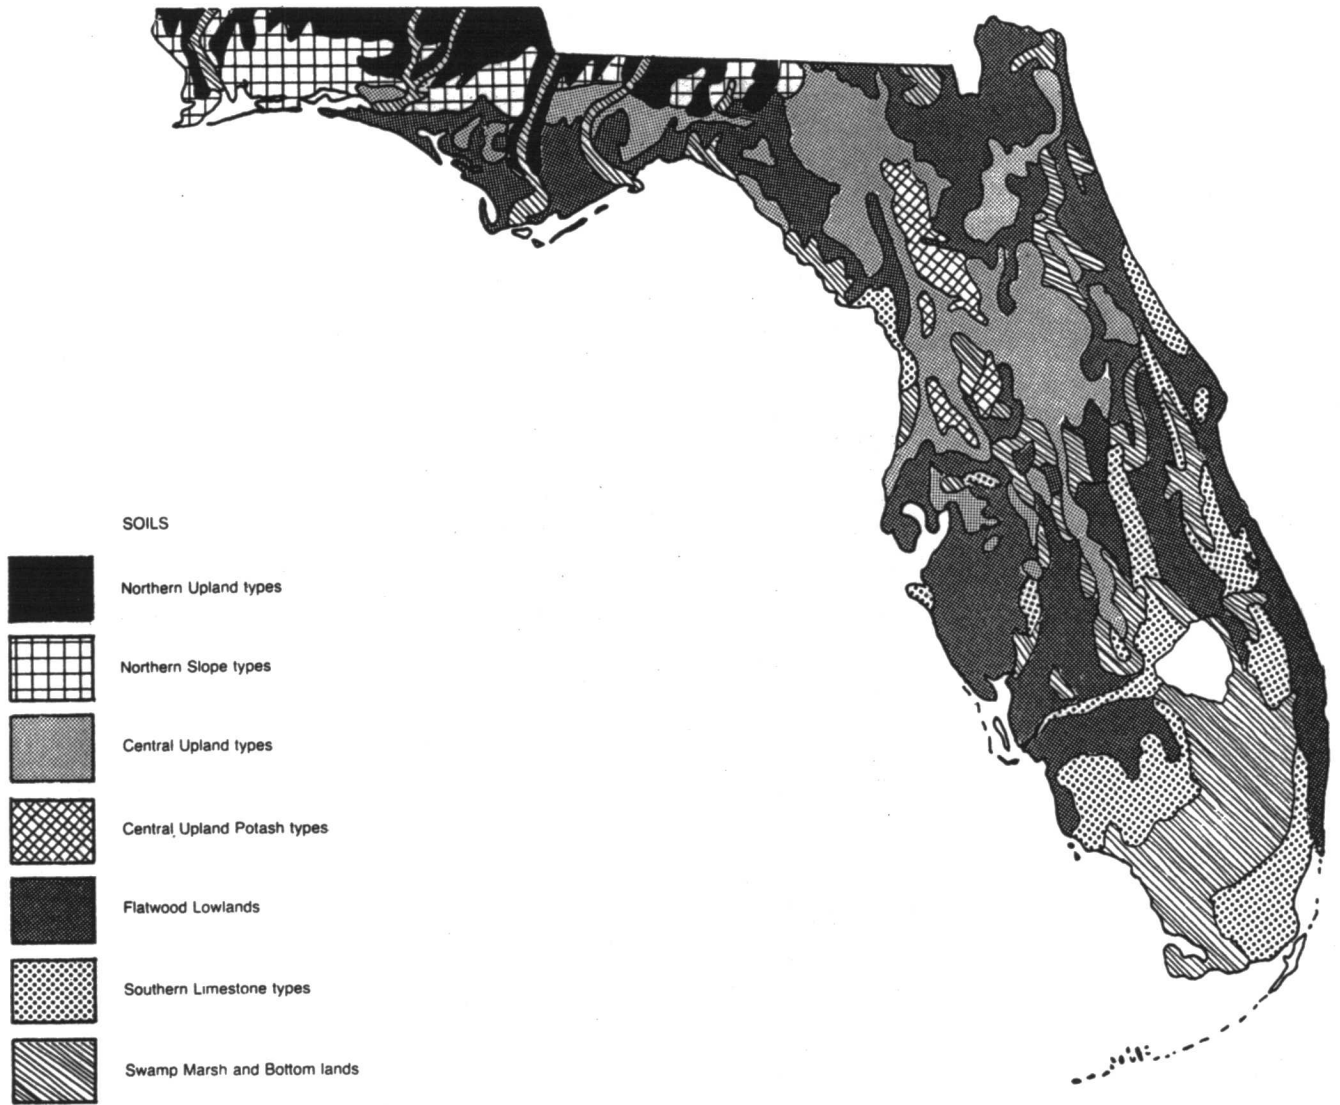 SOILS
Northern Upland types
Northern Slope types
Central Upland types
Central Upland Potash types
Flatwood Lowlands
Southern Limestone types
Swamp Marsh and Bottom lands